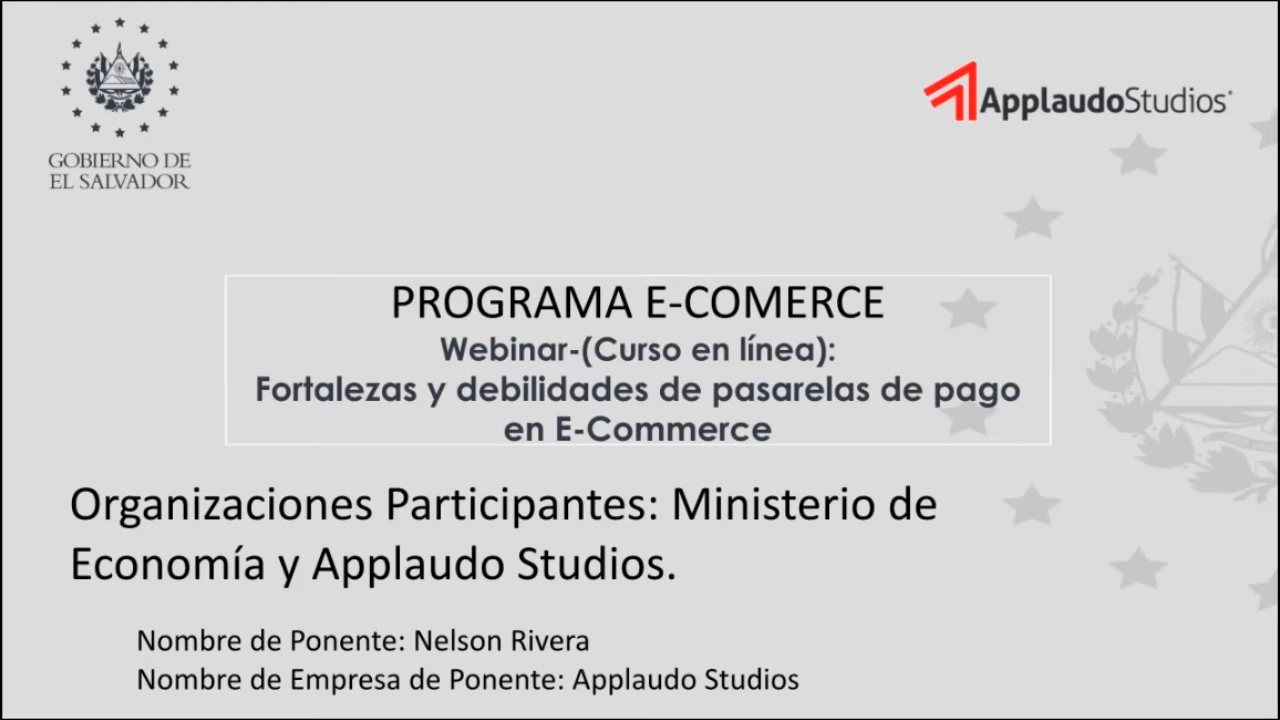 GOBIERNO DE
EL SALVADOR
ApplaudoStudios
PROGRAMA E-COMERCE
Webinar-(Curso en línea):
Fortalezas y debilidades de pasarelas de pago
en E-Commerce
Organizaciones Participantes: Ministerio de
Economía y Applaudo Studios.
Nombre de Ponente: Nelson Rivera
Nombre de Empresa de Ponente: Applaudo Studios